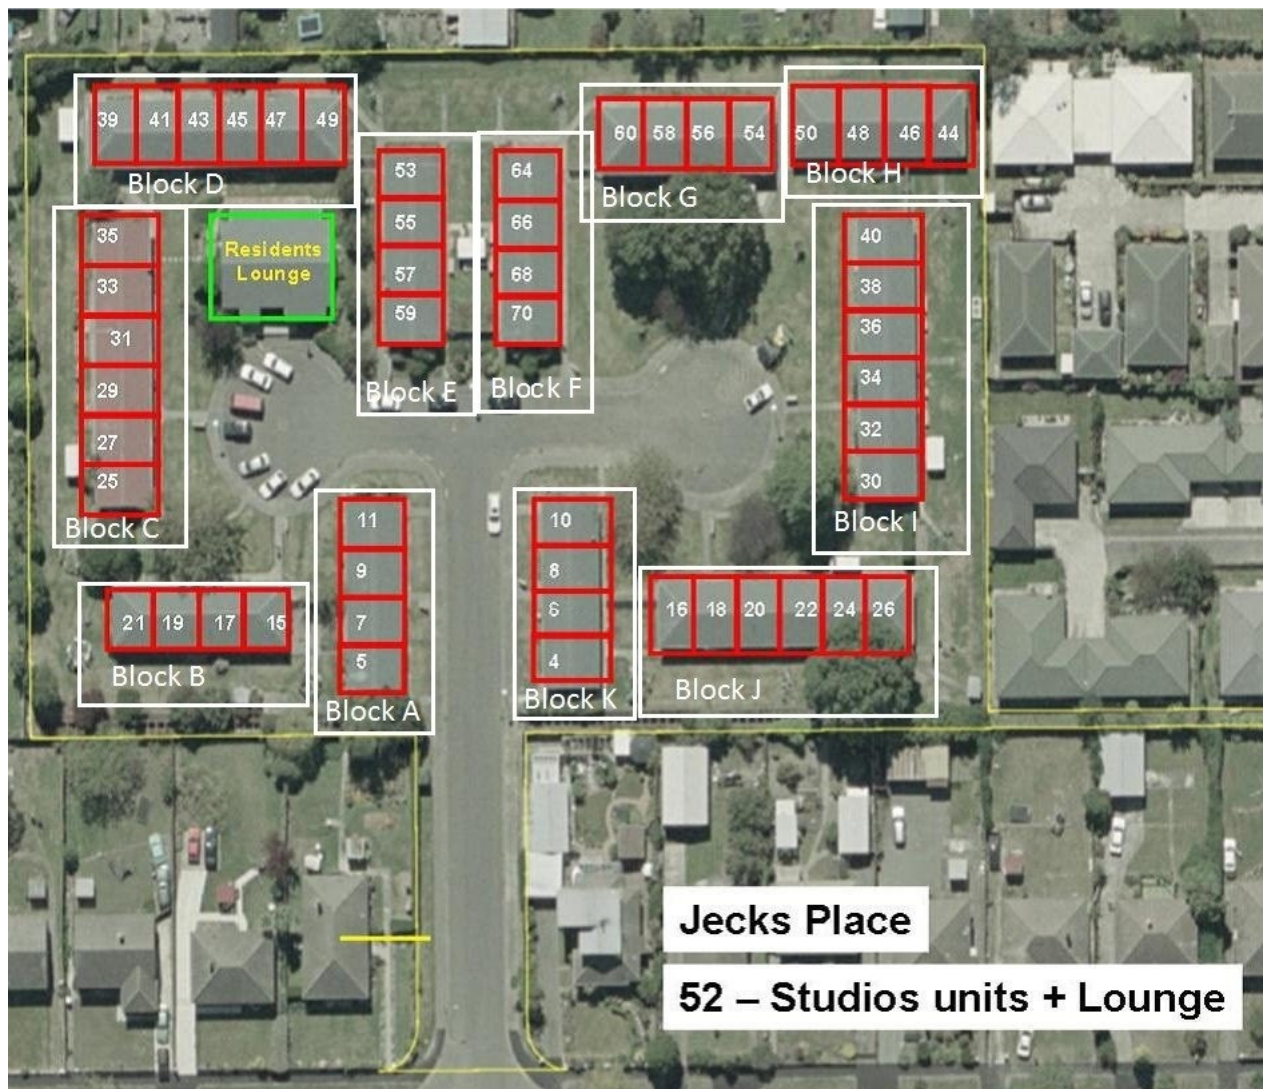 39 41 43 45 47 49
Block D
60 58 56 54
Block G
50 48 46 44
Block H
53
55
57
59
Block E
64
66
68
70
Block F
35
33
31
29
27
25
Block C
Residents
Lounge
40
38
36
34
32
30
Block I
11
9
7
5
Block A
10
8
6
4
Block K
21 19 17 15
Block B
16 18 20 22 24 26
Block J
Jecks Place
52 – Studios units + Lounge